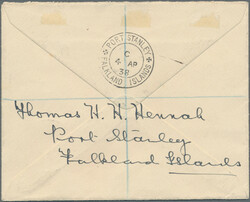 PORT STANLEY
C
4 AP
38
FALKLAND ISLANDS
Thomas H. H. Hennah
Port Stanley
Falkland Islands